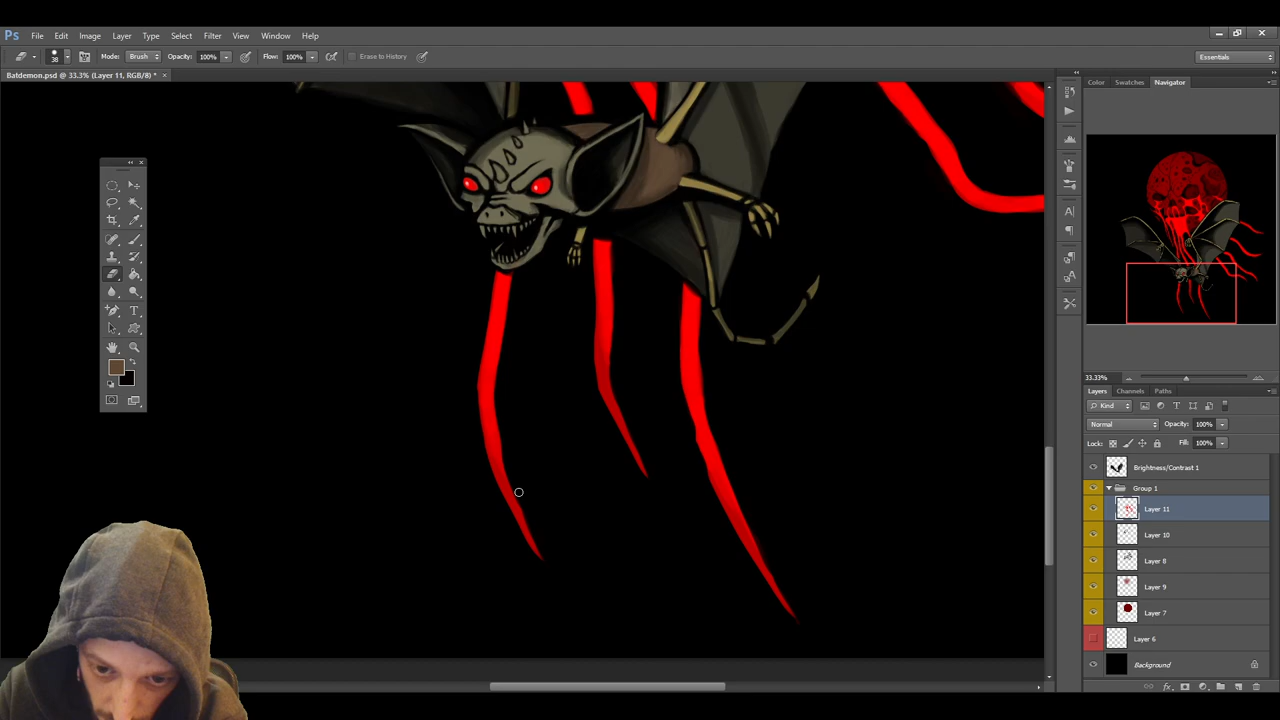 Ps File Edit Image Layer Type Select Filter View Window Help
38 Mode: Brush Opacity: 100% Flow: 100% Erase to History Essentials
Batdemon.psd @ 33.3% (Layer 11, RGB/8) * ×
Color Swatches Navigator
33.33%
Layers Channels Paths
Kind
Normal Opacity: 100%
Lock: Fill: 100%
Brightness/Contrast 1
Group 1
Layer 11
Layer 10
Layer 8
Layer 9
Layer 7
Layer 6
Background